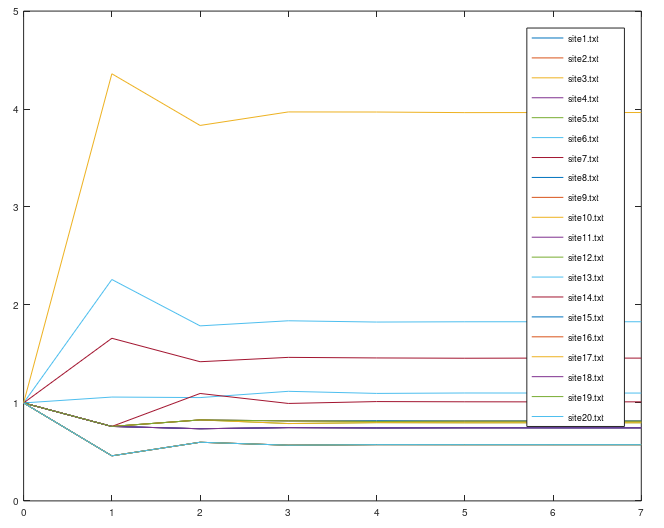 5
4
3
2
1
0
0 1 2 3 4 5 6 7
site1.txt
site2.txt
site3.txt
site4.txt
site5.txt
site6.txt
site7.txt
site8.txt
site9.txt
site10.txt
site11.txt
site12.txt
site13.txt
site14.txt
site15.txt
site16.txt
site17.txt
site18.txt
site19.txt
site20.txt